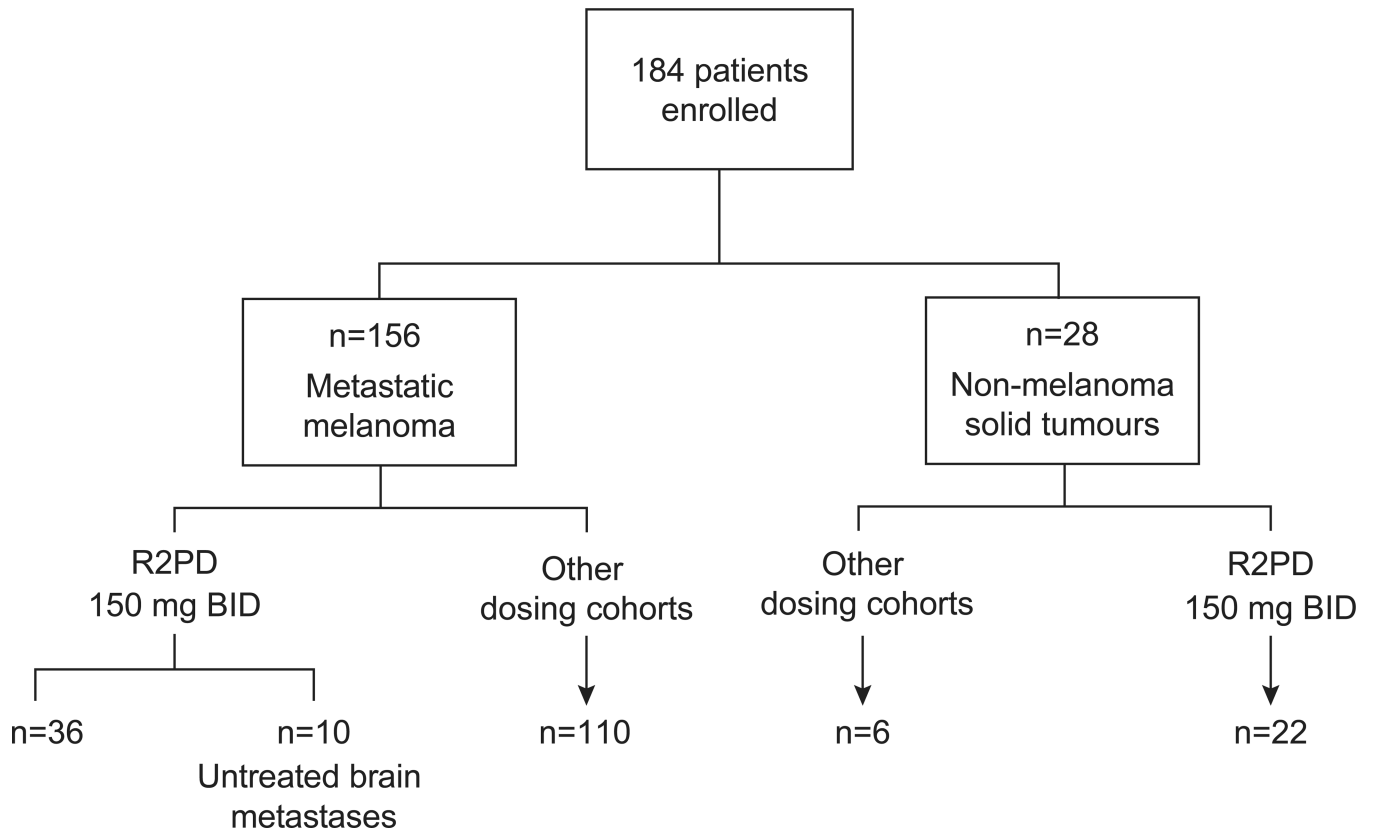 184 patients
enrolled
n=156
Metastatic
melanoma
n=28
Non-melanoma
solid tumours
R2PD
150 mg BID
Other
dosing cohorts
Other
dosing cohorts
R2PD
150 mg BID
n=36
n=10
Untreated brain
metastases
n=110
n=6
n=22